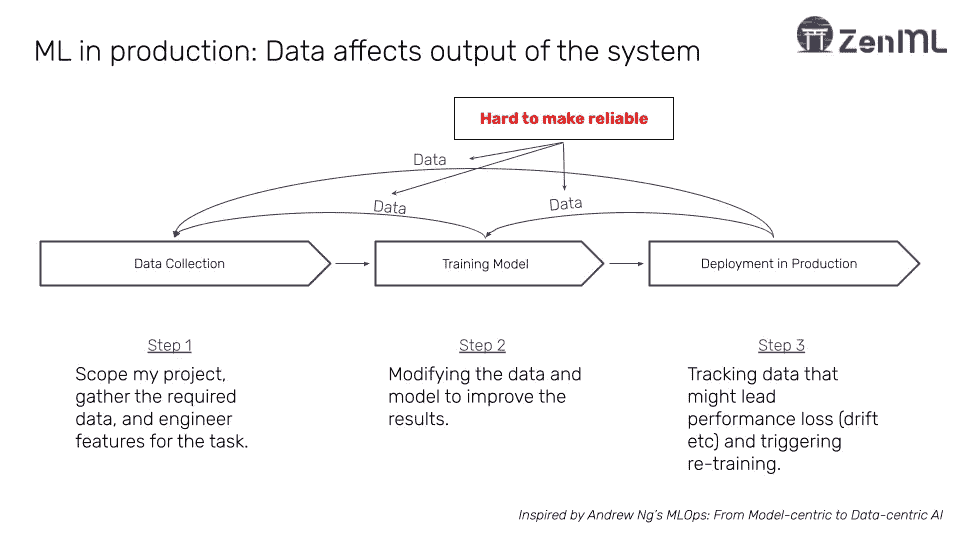 ML in production: Data affects output of the system
ZenML
Hard to make reliable
Data
Data
Data
Data Collection
Training Model
Deployment in Production
Step 1
Scope my project,
gather the required
data, and engineer
features for the task.
Step 2
Modifying the data and
model to improve the
results.
Step 3
Tracking data that
might lead
performance loss (drift
etc) and triggering
re-training.
Inspired by Andrew Ng's MLOps: From Model-centric to Data-centric AI